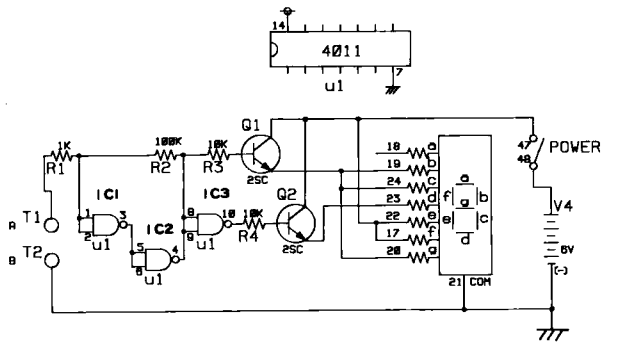 14
4011
7
u1
Q1
1K
R1
100K
R2
10K
R3
2SC
18 a
19 b
24 c
23 d
22 e
17 f
20 g
a
f g b
e c
d
47
48
POWER
IC1
IC3
Q2
A T1
1
2
3
u1
IC2
8
9
10
u1
10K
R4
2SC
B T2
5
6
4
u1
V4
6V
(-)
21 COM